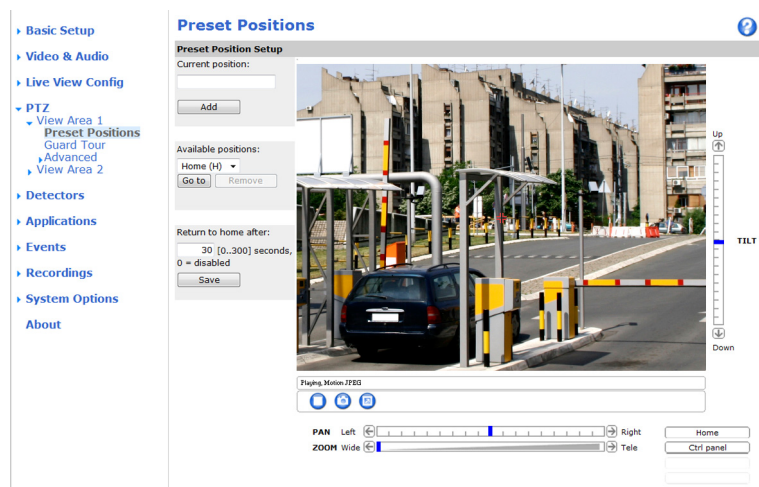 Basic Setup
Video & Audio
Live View Config
PTZ
View Area 1
Preset Positions
Guard Tour
Advanced
View Area 2
Detectors
Applications
Events
Recordings
System Options
About
Preset Positions
?
Preset Position Setup
Current position:
Add
Available positions:
Home (H)
Go to
Remove
Return to home after:
30 [0..300] seconds,
0 = disabled
Save
Up
TILT
Down
Playing, Motion JPEG
PAN Left Right Home
ZOOM Wide Tele Ctrl panel